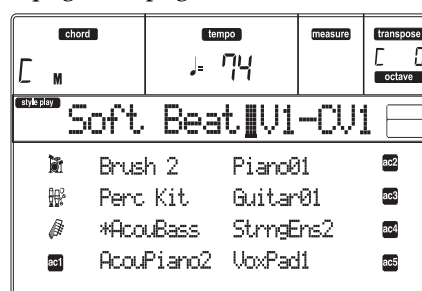 chord tempo measure transpose
C M ♩= 74 C
octave
style play
Soft Beat V1-CV1
Brush 2 Piano01 ac2
Perc Kit Guitar01 ac3
*AcouBass StrngEns2 ac4
ac1 AcouPiano2 VoxPad1 ac5